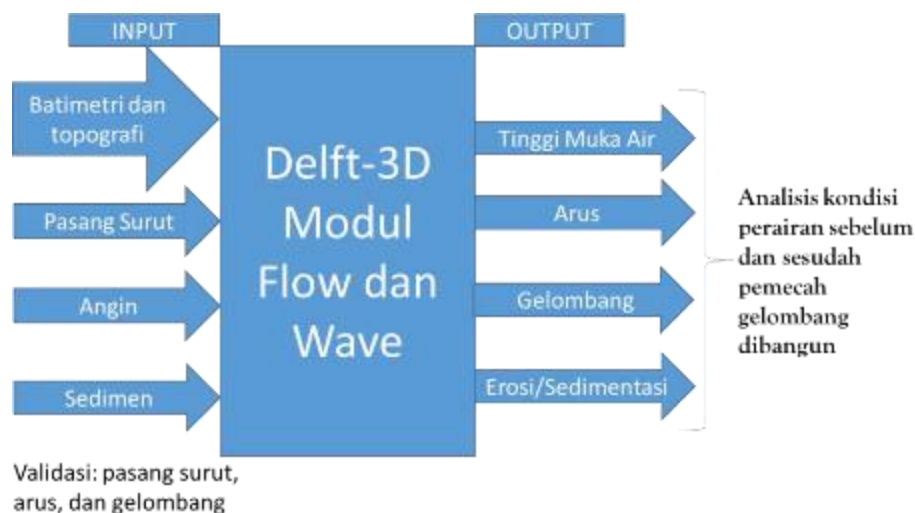 INPUT
OUTPUT
Batimetri dan
topografi
Pasang Surut
Angin
Sedimen
Delft-3D
Modul
Flow dan
Wave
Tinggi Muka Air
Arus
Gelombang
Erosi/Sedimentasi
Analisis kondisi
perairan sebelum
dan sesudah
pemecah
gelombang
dibangun
Validasi: pasang surut,
arus, dan gelombang